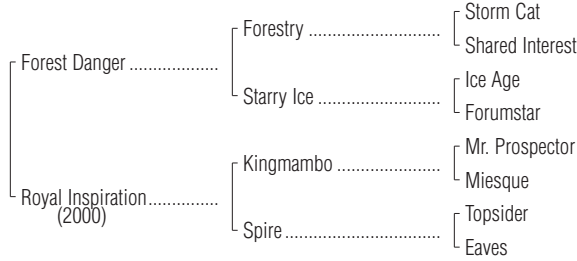 Storm Cat
Forestry ..............................
Shared Interest
Forest Danger ....................
Ice Age
Starry Ice ............................
Forumstar
Mr. Prospector
Kingmambo ........................
Miesque
Royal Inspiration................
(2000)
Topsider
Spire....................................
Eaves